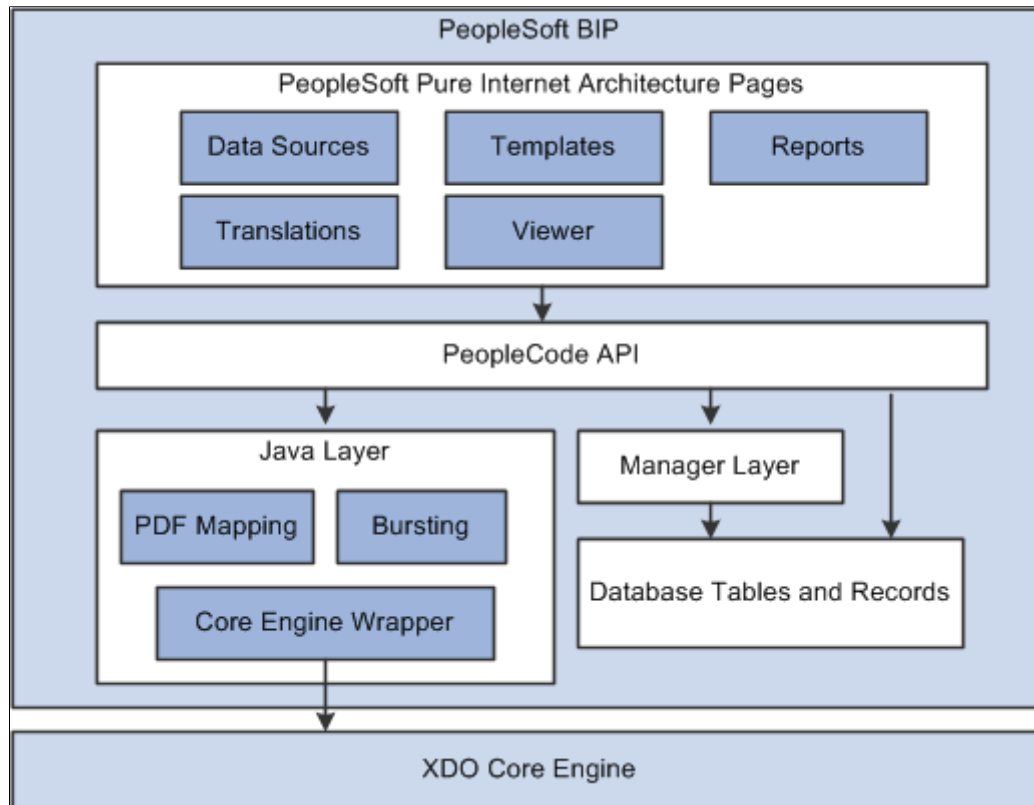 PeopleSoft BIP
PeopleSoft Pure Internet Architecture Pages
Data Sources
Templates
Reports
Translations
Viewer
PeopleCode API
Java Layer
PDF Mapping
Bursting
Core Engine Wrapper
Manager Layer
Database Tables and Records
XDO Core Engine